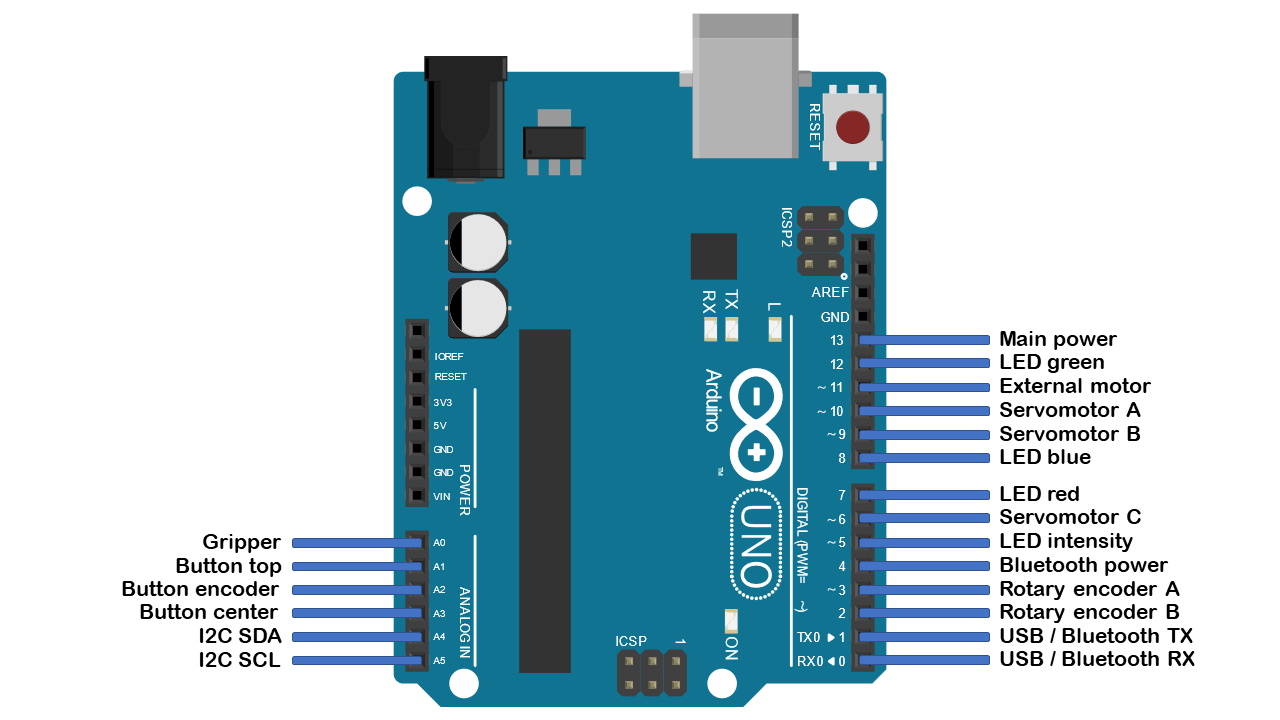 RESET
ICSP2
AREF
GND
RX
TX
L
13
12
~ 11
~ 10
~ 9
8
Main power
LED green
External motor
Servomotor A
Servomotor B
LED blue
IOREF
RESET
3V3
5V
GND
GND
VIN
POWER
Arduino
™
UNO
DIGITAL (PWM= ~)
7
~ 6
~ 5
4
~ 3
2
TX0 ▶ 1
RX0 ◀ 0
LED red
Servomotor C
LED intensity
Bluetooth power
Rotary encoder A
Rotary encoder B
USB / Bluetooth TX
USB / Bluetooth RX
Gripper
Button top
Button encoder
Button center
I2C SDA
I2C SCL
A0
A1
A2
A3
A4
A5
ANALOG IN
ICSP
1
ON